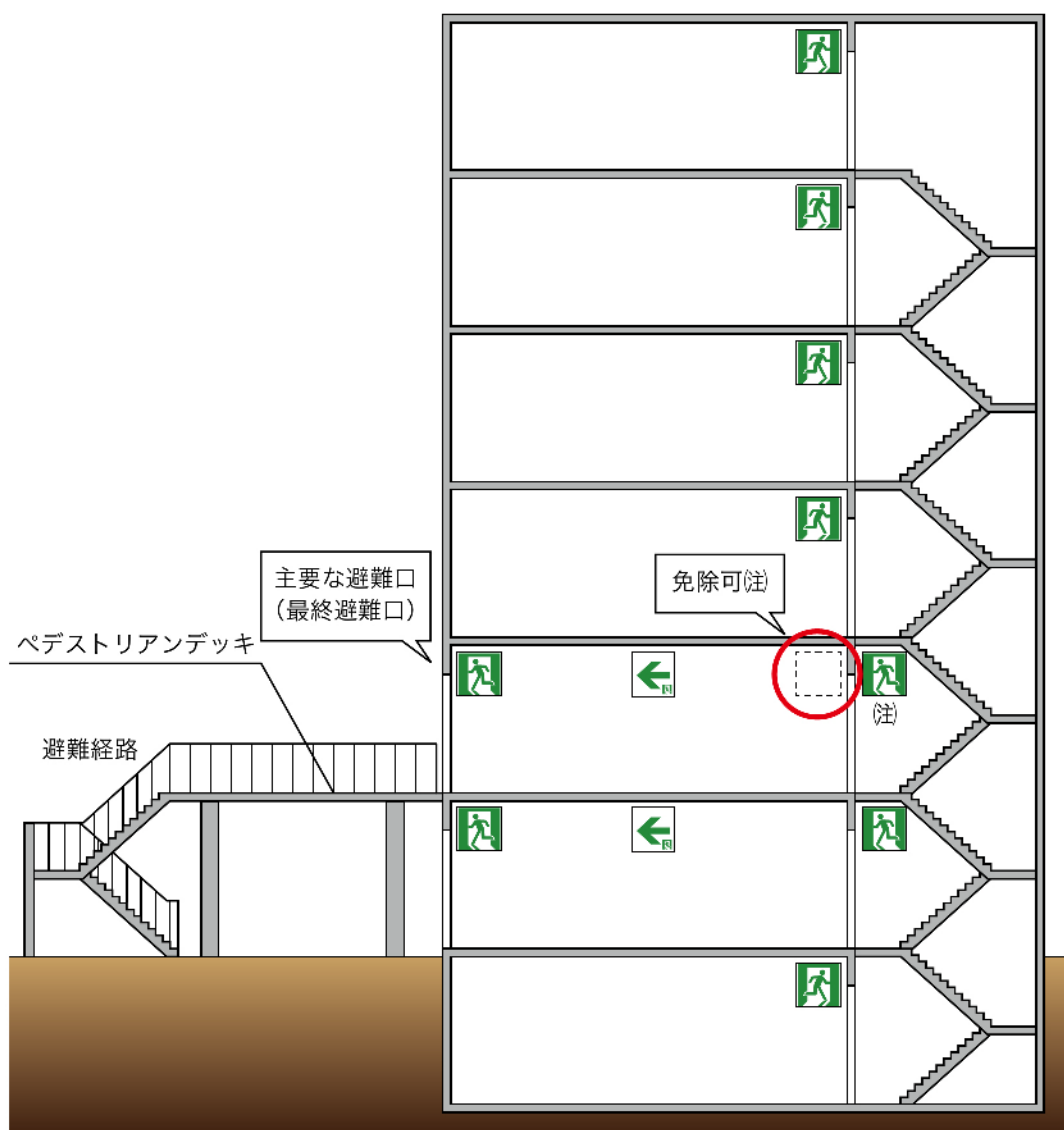 主要な避難口
（最終避難口）
免除可㊟
ペデストリアンデッキ
㊟
避難経路